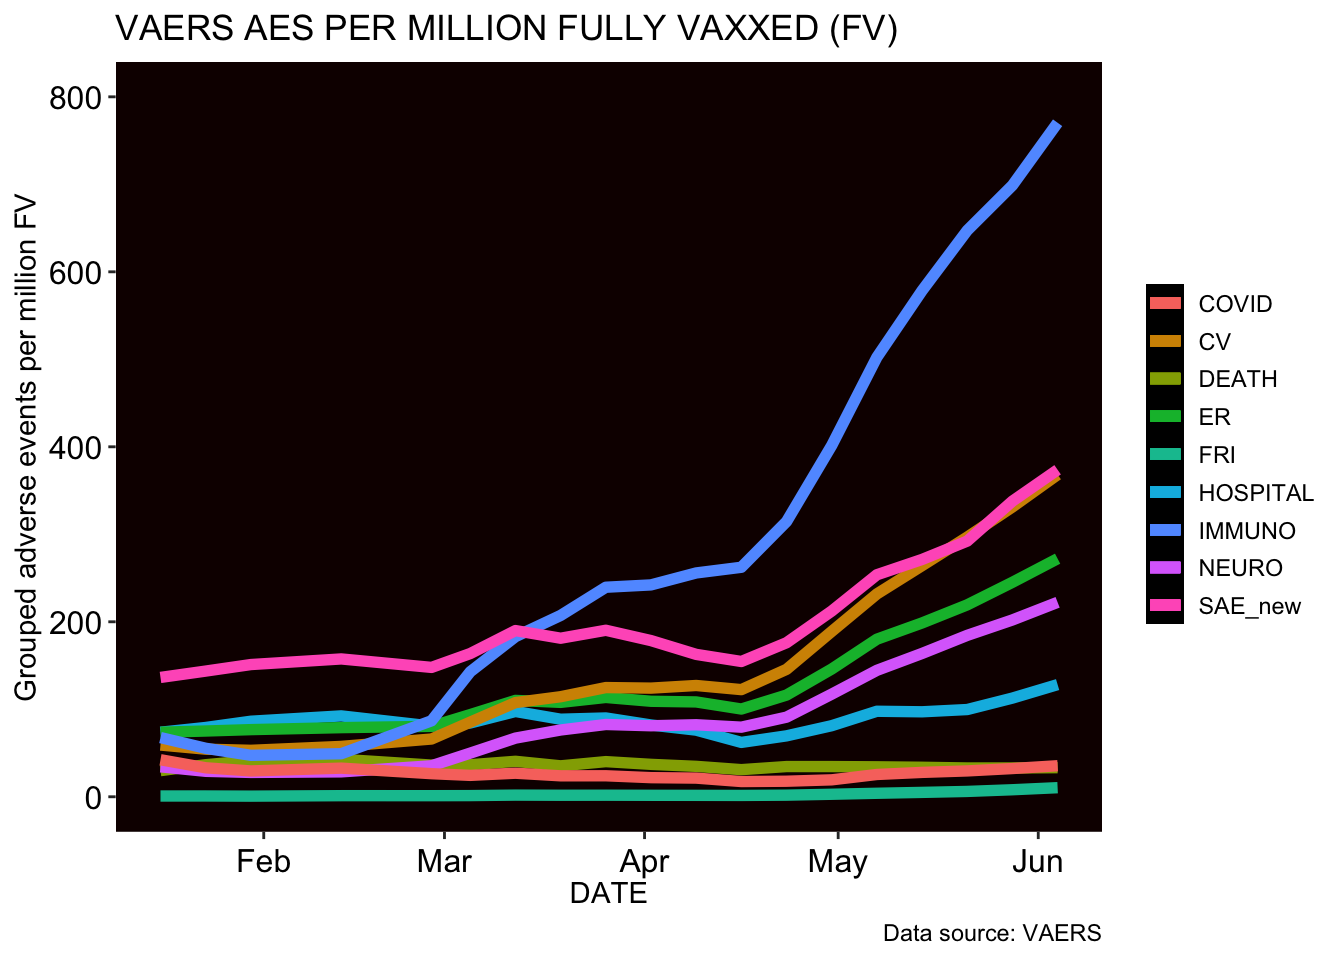 VAERS AES PER MILLION FULLY VAXXED (FV)
Grouped adverse events per million FV
800
600
400
200
0
Feb Mar Apr May Jun
DATE
COVID
CV
DEATH
ER
FRI
HOSPITAL
IMMUNO
NEURO
SAE_new
Data source: VAERS